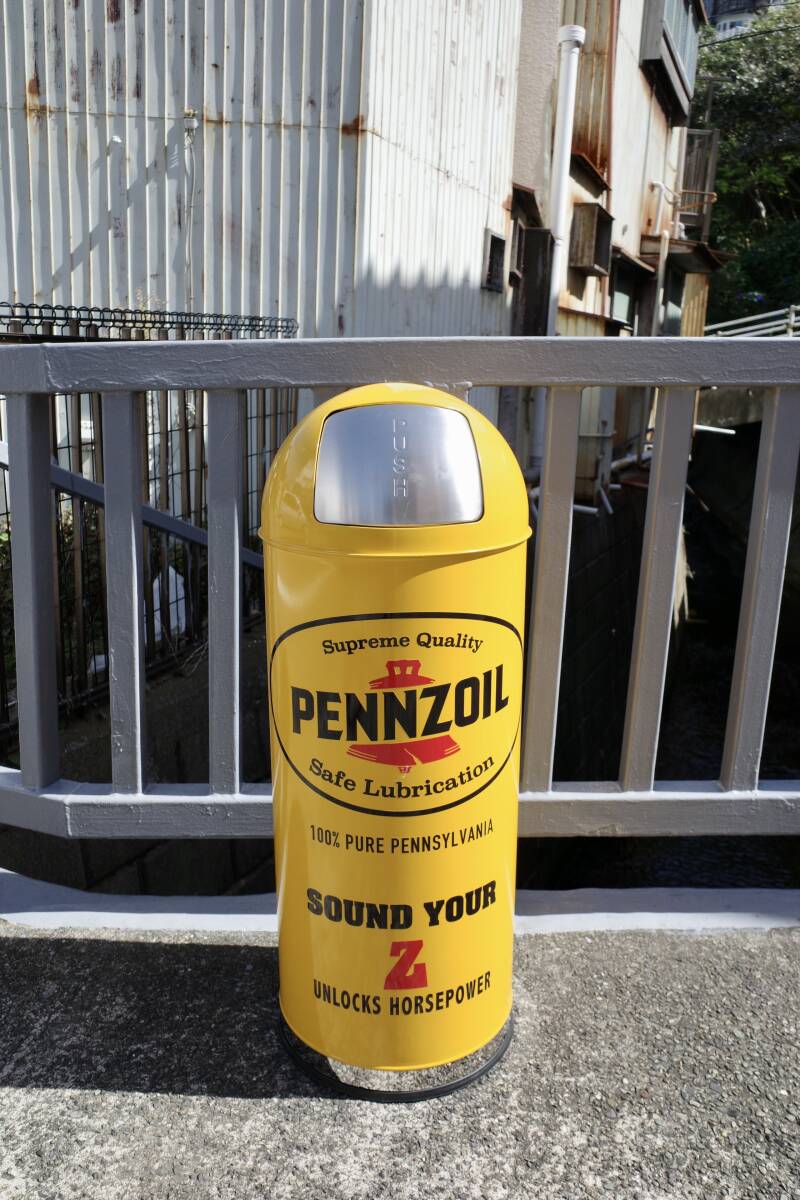 PUSH
Supreme Quality
PENNZOIL
Safe Lubrication
100% PURE PENNSYLVANIA
SOUND YOUR
Z
UNLOCKS HORSEPOWER